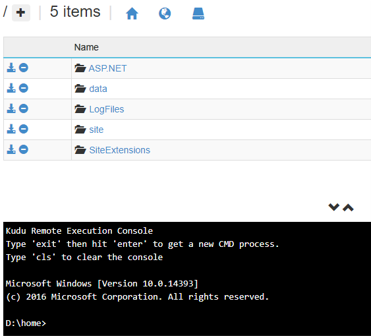 / + | 5 items |
Name
ASP.NET
data
LogFiles
site
SiteExtensions
Kudu Remote Execution Console
Type 'exit' then hit 'enter' to get a new CMD process.
Type 'cls' to clear the console
Microsoft Windows [Version 10.0.14393]
(c) 2016 Microsoft Corporation. All rights reserved.
D:\home>